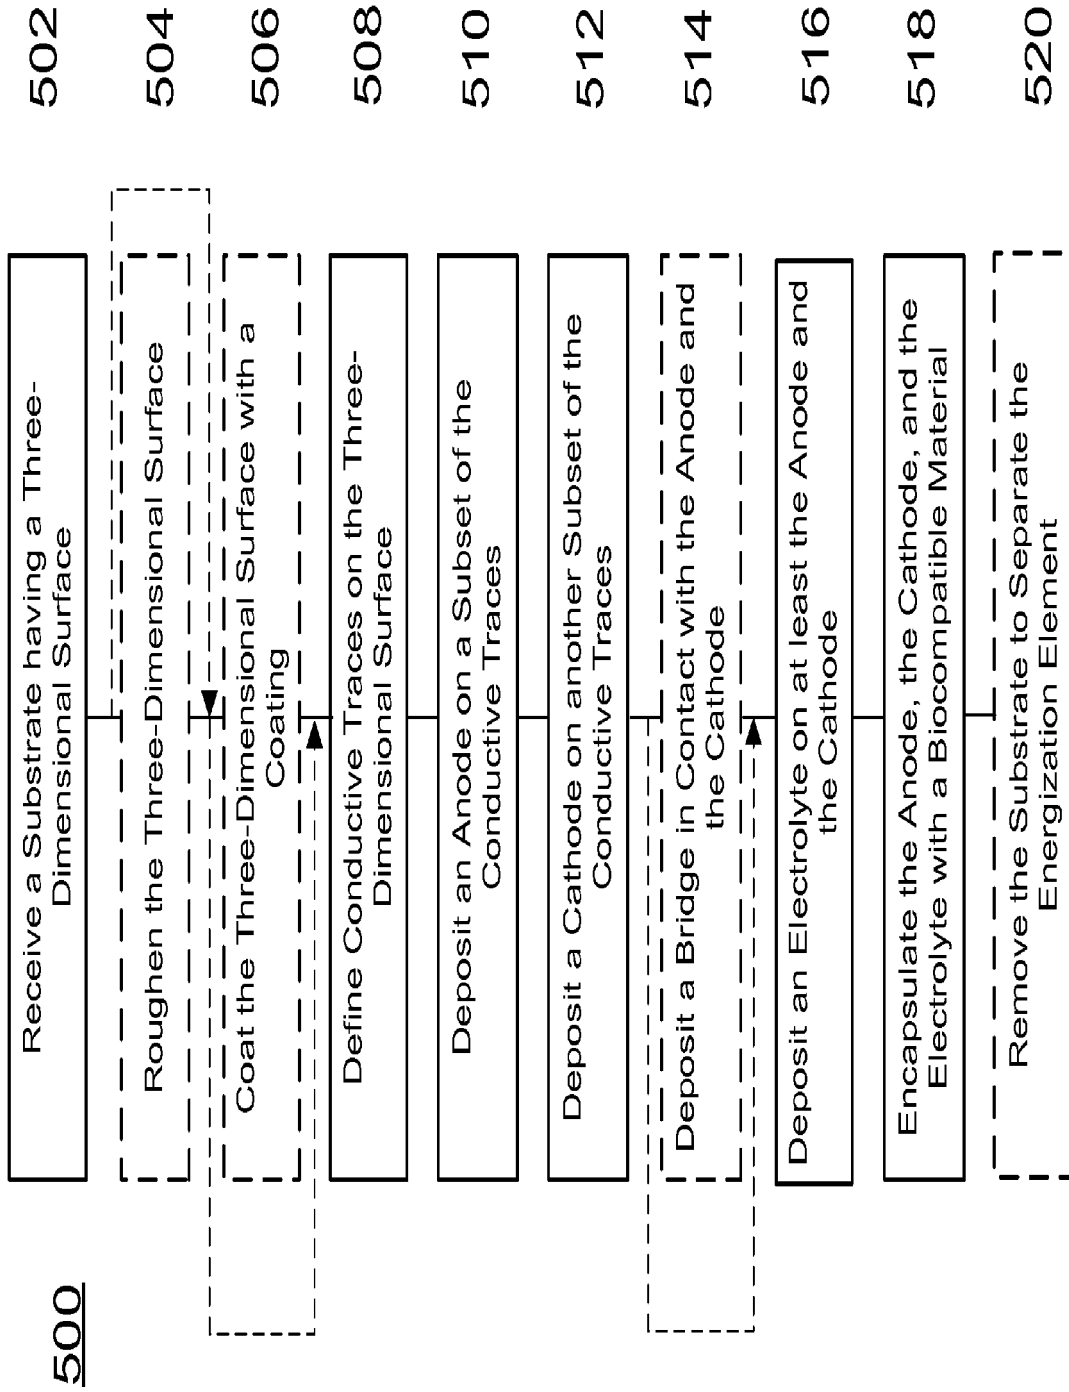 500
Receive a Substrate having a Three-
Dimensional Surface
502
Roughen the Three-Dimensional Surface
504
Coat the Three-Dimensional Surface with a
Coating
506
Define Conductive Traces on the Three-
Dimensional Surface
508
Deposit an Anode on a Subset of the
Conductive Traces
510
Deposit a Cathode on another Subset of the
Conductive Traces
512
Deposit a Bridge in Contact with the Anode and
the Cathode
514
Deposit an Electrolyte on at least the Anode and
the Cathode
516
Encapsulate the Anode, the Cathode, and the
Electrolyte with a Biocompatible Material
518
Remove the Substrate to Separate the
Energization Element
520